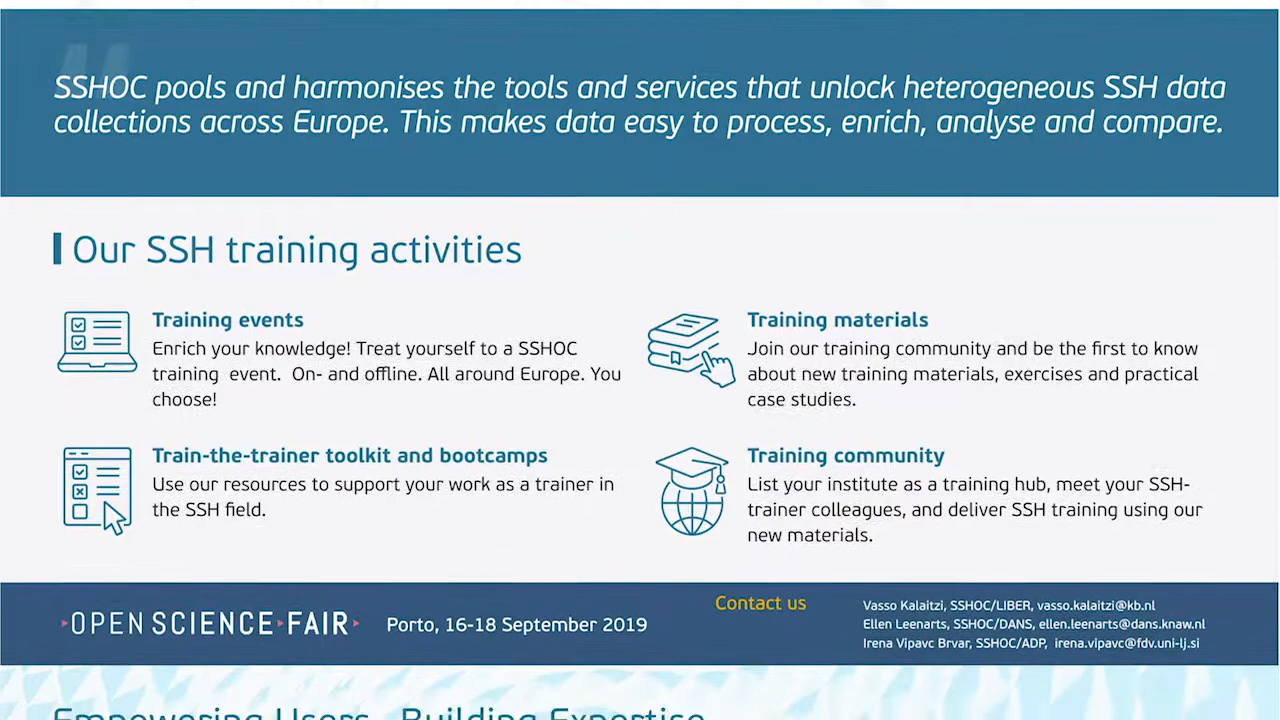 SSHOC pools and harmonises the tools and services that unlock heterogeneous SSH data
collections across Europe. This makes data easy to process, enrich, analyse and compare.
Our SSH training activities
Training events
Enrich your knowledge! Treat yourself to a SSHOC
training event. On- and offline. All around Europe. You
choose!
Training materials
Join our training community and be the first to know
about new training materials, exercises and practical
case studies.
Train-the-trainer toolkit and bootcamps
Use our resources to support your work as a trainer in
the SSH field.
Training community
List your institute as a training hub, meet your SSH-
trainer colleagues, and deliver SSH training using our
new materials.
OPEN SCIENCE FAIR
Porto, 16-18 September 2019
Contact us
Vasso Kalaitzi, SSHOC/LIBER, vasso.kalaitzi@kb.nl
Ellen Leenarts, SSHOC/DANS, ellen.leenarts@dans.knaw.nl
Irena Vipavc Brvar, SSHOC/ADP, irena.vipavc@fdv.uni-lj.si
Empowering Users Building Expertise